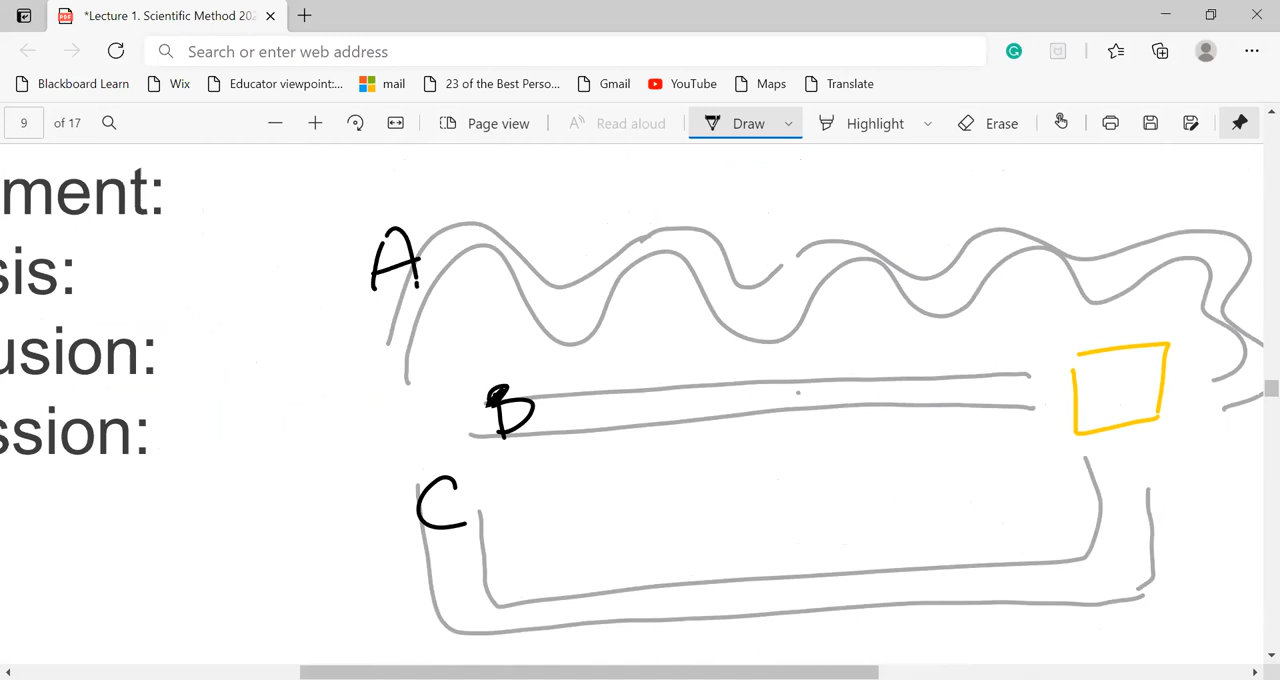 *Lecture 1. Scientific Method 202
Search or enter web address
Blackboard Learn Wix Educator viewpoint:... mail 23 of the Best Perso... Gmail YouTube Maps Translate
9 of 17 Page view Read aloud Draw Highlight Erase
ment:
A
sis:
usion:
B
ssion:
C